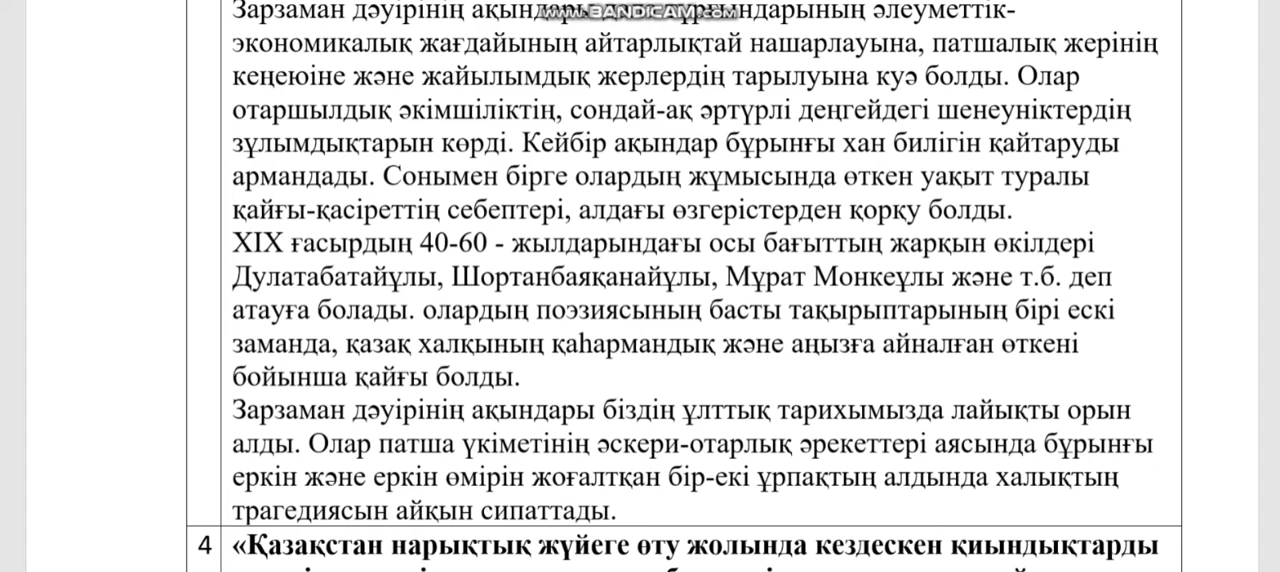 Зарзаман дәуірінің ақындары әлеуметтік-
www.BANDICAM.com
экономикалық жағдайының айтарлықтай нашарлауына, патшалық жерінің
кеңеюіне және жайылымдық жерлердің тарылуына куә болды. Олар
отаршылдық әкімшіліктің, сондай-ақ әртүрлі деңгейдегі шенеуніктердің
зұлымдықтарын көрді. Кейбір ақындар бұрынғы хан билігін қайтаруды
армандады. Сонымен бірге олардың жұмысында өткен уақыт туралы
қайғы-қасіреттің себептері, алдағы өзгерістерден қорқу болды.
XIX ғасырдың 40-60 - жылдарындағы осы бағыттың жарқын өкілдері
Дулатабатайұлы, Шортанбаяқанайұлы, Мұрат Монкеұлы және т.б. деп
атауға болады. олардың поэзиясының басты тақырыптарының бірі ескі
заманда, қазақ халқының қаһармандық және аңызға айналған өткені
бойынша қайғы болды.
Зарзаман дәуірінің ақындары біздің ұлттық тарихымызда лайықты орын
алды. Олар патша үкіметінің әскери-отарлық әрекеттері аясында бұрынғы
еркін және еркін өмірін жоғалтқан бір-екі ұрпақтың алдында халықтың
трагедиясын айқын сипаттады.
4 «Қазақстан нарықтық жүйеге өту жолында кездескен қиындықтарды